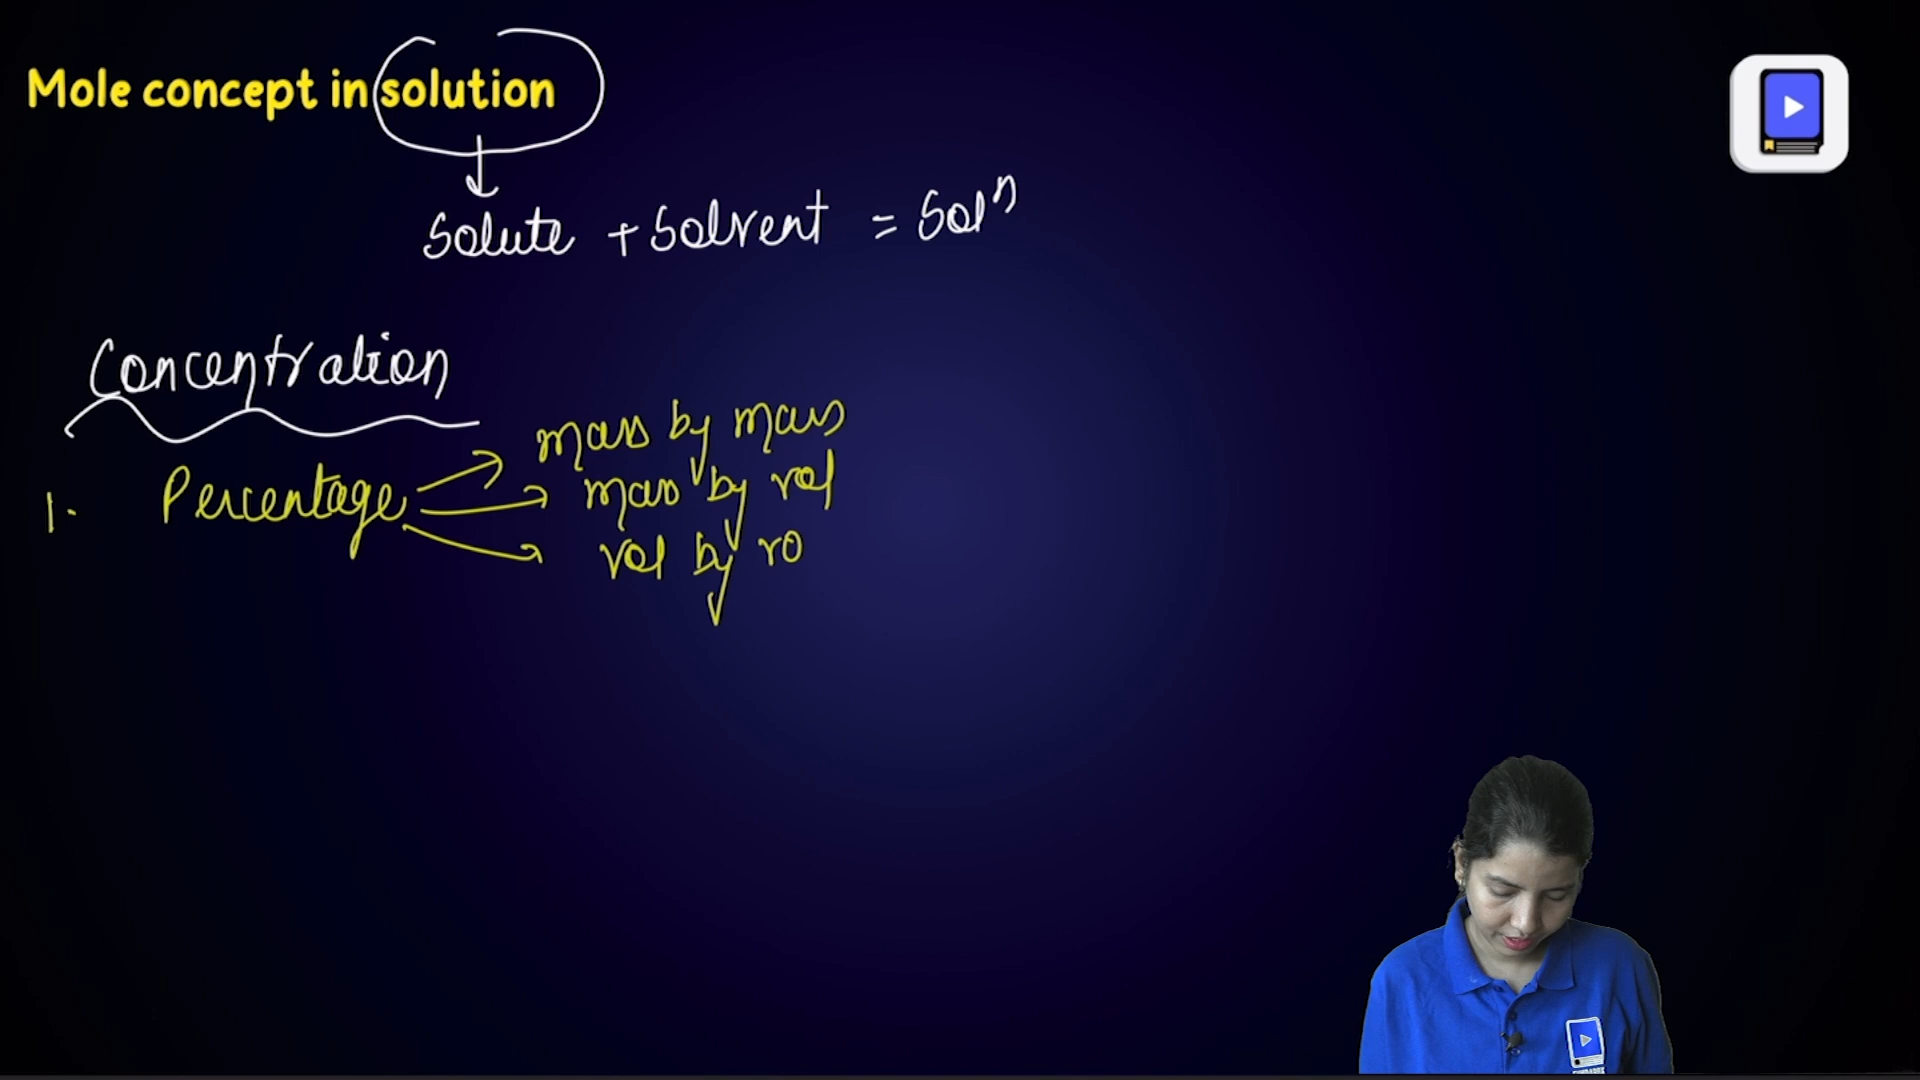 Mole concept in solution
Solute + Solvent = Solⁿ
Concentration
1. Percentage
mass by mass
mass by vol
vol by vo